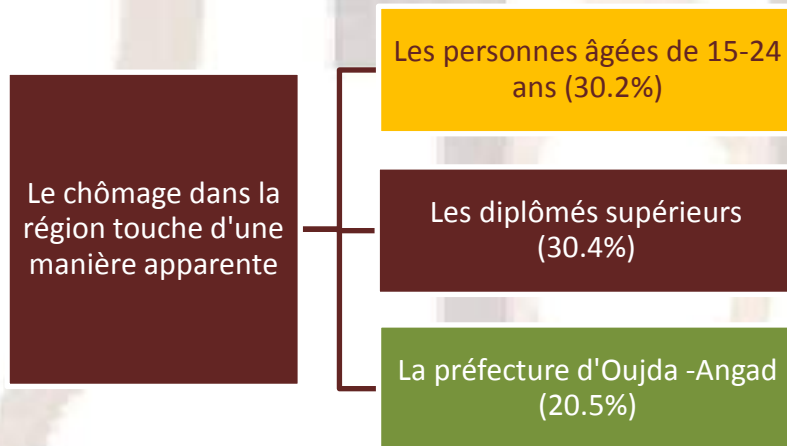 Le chômage dans la
région touche d'une
manière apparente
Les personnes âgées de 15-24
ans (30.2%)
Les diplômés supérieurs
(30.4%)
La préfecture d'Oujda -Angad
(20.5%)